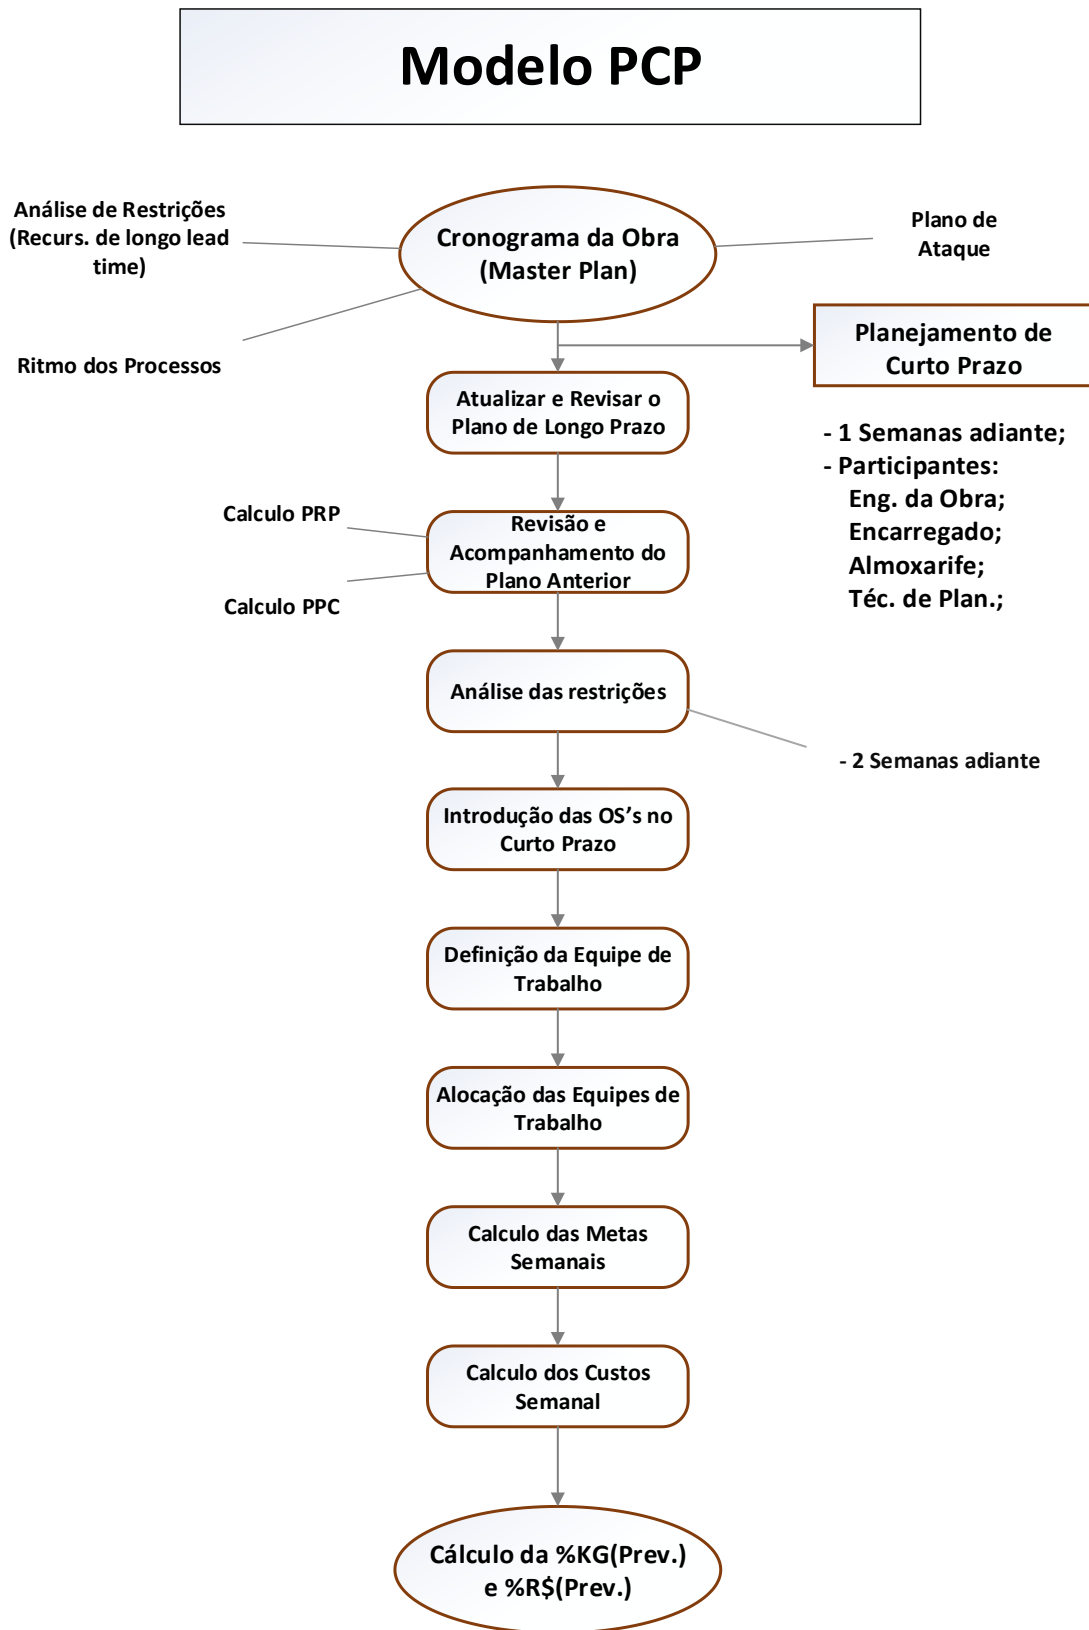 Modelo PCP
Análise de Restrições
(Recurs. de longo lead
time)
Cronograma da Obra
(Master Plan)
Plano de
Ataque
Ritmo dos Processos
Planejamento de
Curto Prazo
- 1 Semanas adiante;
- Participantes:
Eng. da Obra;
Encarregado;
Almoxarife;
Téc. de Plan.;
Atualizar e Revisar o
Plano de Longo Prazo
Calculo PRP
Calculo PPC
Revisão e
Acompanhamento do
Plano Anterior
Análise das restrições
- 2 Semanas adiante
Introdução das OS’s no
Curto Prazo
Definição da Equipe de
Trabalho
Alocação das Equipes de
Trabalho
Calculo das Metas
Semanais
Calculo dos Custos
Semanal
Cálculo da %KG(Prev.)
e %R$(Prev.)